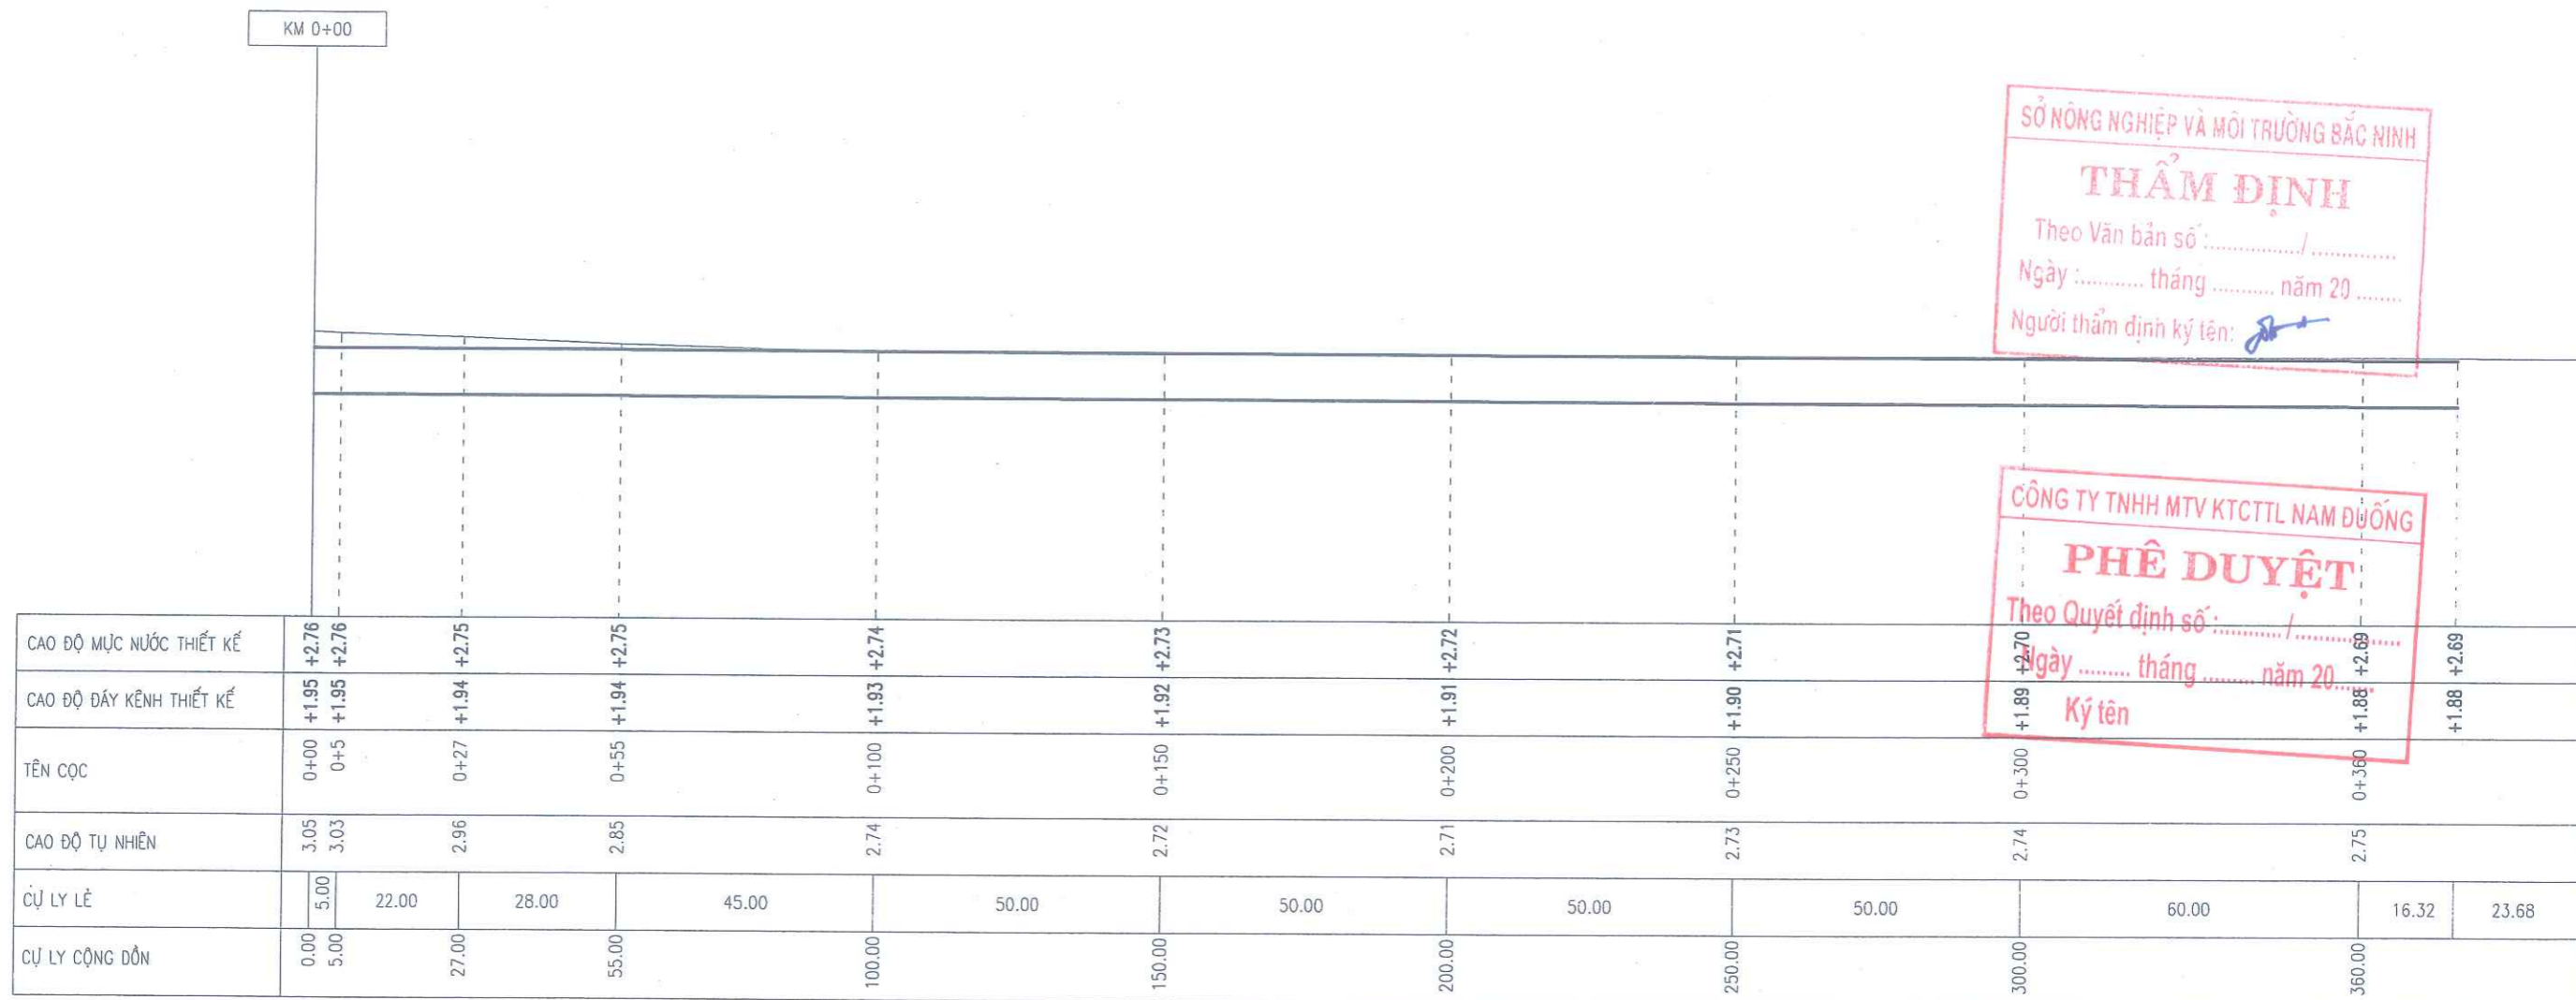 KM 0+00
SỞ NÔNG NGHIỆP VÀ MÔI TRƯỜNG BẮC NINH
THẨM ĐỊNH
Theo Văn bản số :.............../ ..............
Ngày :........... tháng ........... năm 20 ........
Người thẩm định ký tên:
CÔNG TY TNHH MTV KTCTTL NAM ĐUỐNG
PHÊ DUYỆT
Theo Quyết định số :.........../ ..................
Ngày ......... tháng ......... năm 20.......
Ký tên
CAO ĐỘ MỰC NƯỚC THIẾT KẾ +2.76 +2.76 +2.75 +2.75 +2.74 +2.73 +2.72 +2.71 +2.70 +2.69 +2.69
CAO ĐỘ ĐÁY KÊNH THIẾT KẾ +1.95 +1.95 +1.94 +1.94 +1.93 +1.92 +1.91 +1.90 +1.89 +1.88 +1.88
TÊN CỌC 0+00 0+5 0+27 0+55 0+100 0+150 0+200 0+250 0+300 0+360
CAO ĐỘ TỰ NHIÊN 3.05 3.03 2.96 2.85 2.74 2.72 2.71 2.73 2.74 2.75
CỰ LY LẺ 5.00 22.00 28.00 45.00 50.00 50.00 50.00 50.00 60.00 16.32 23.68
CỰ LY CỘNG DỒN 0.00 5.00 27.00 55.00 100.00 150.00 200.00 250.00 300.00 360.00